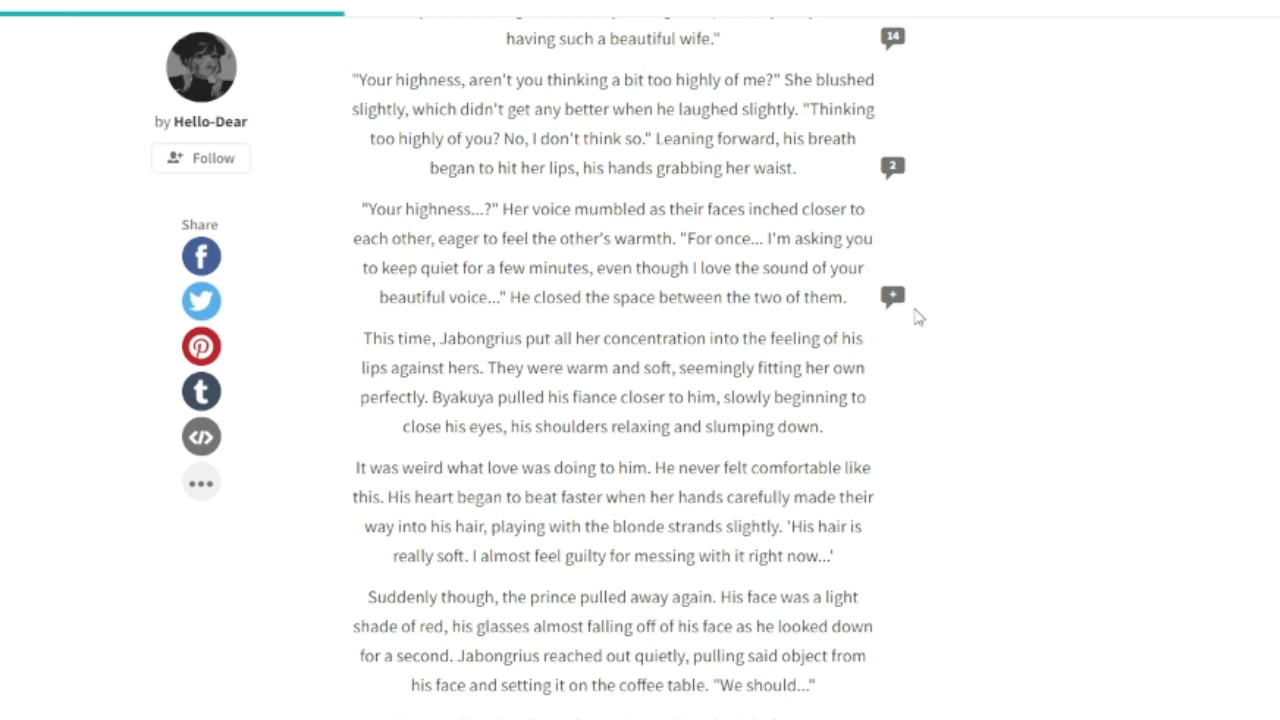 having such a beautiful wife."
14
"Your highness, aren't you thinking a bit too highly of me?" She blushed
slightly, which didn't get any better when he laughed slightly. "Thinking
too highly of you? No, I don't think so." Leaning forward, his breath
began to hit her lips, his hands grabbing her waist.
2
by Hello-Dear
Follow
Share
"Your highness...?" Her voice mumbled as their faces inched closer to
each other, eager to feel the other's warmth. "For once... I'm asking you
to keep quiet for a few minutes, even though I love the sound of your
beautiful voice..." He closed the space between the two of them.
+
This time, Jabongrius put all her concentration into the feeling of his
lips against hers. They were warm and soft, seemingly fitting her own
perfectly. Byakuya pulled his fiance closer to him, slowly beginning to
close his eyes, his shoulders relaxing and slumping down.
It was weird what love was doing to him. He never felt comfortable like
this. His heart began to beat faster when her hands carefully made their
way into his hair, playing with the blonde strands slightly. 'His hair is
really soft. I almost feel guilty for messing with it right now...'
Suddenly though, the prince pulled away again. His face was a light
shade of red, his glasses almost falling off of his face as he looked down
for a second. Jabongrius reached out quietly, pulling said object from
his face and setting it on the coffee table. "We should..."